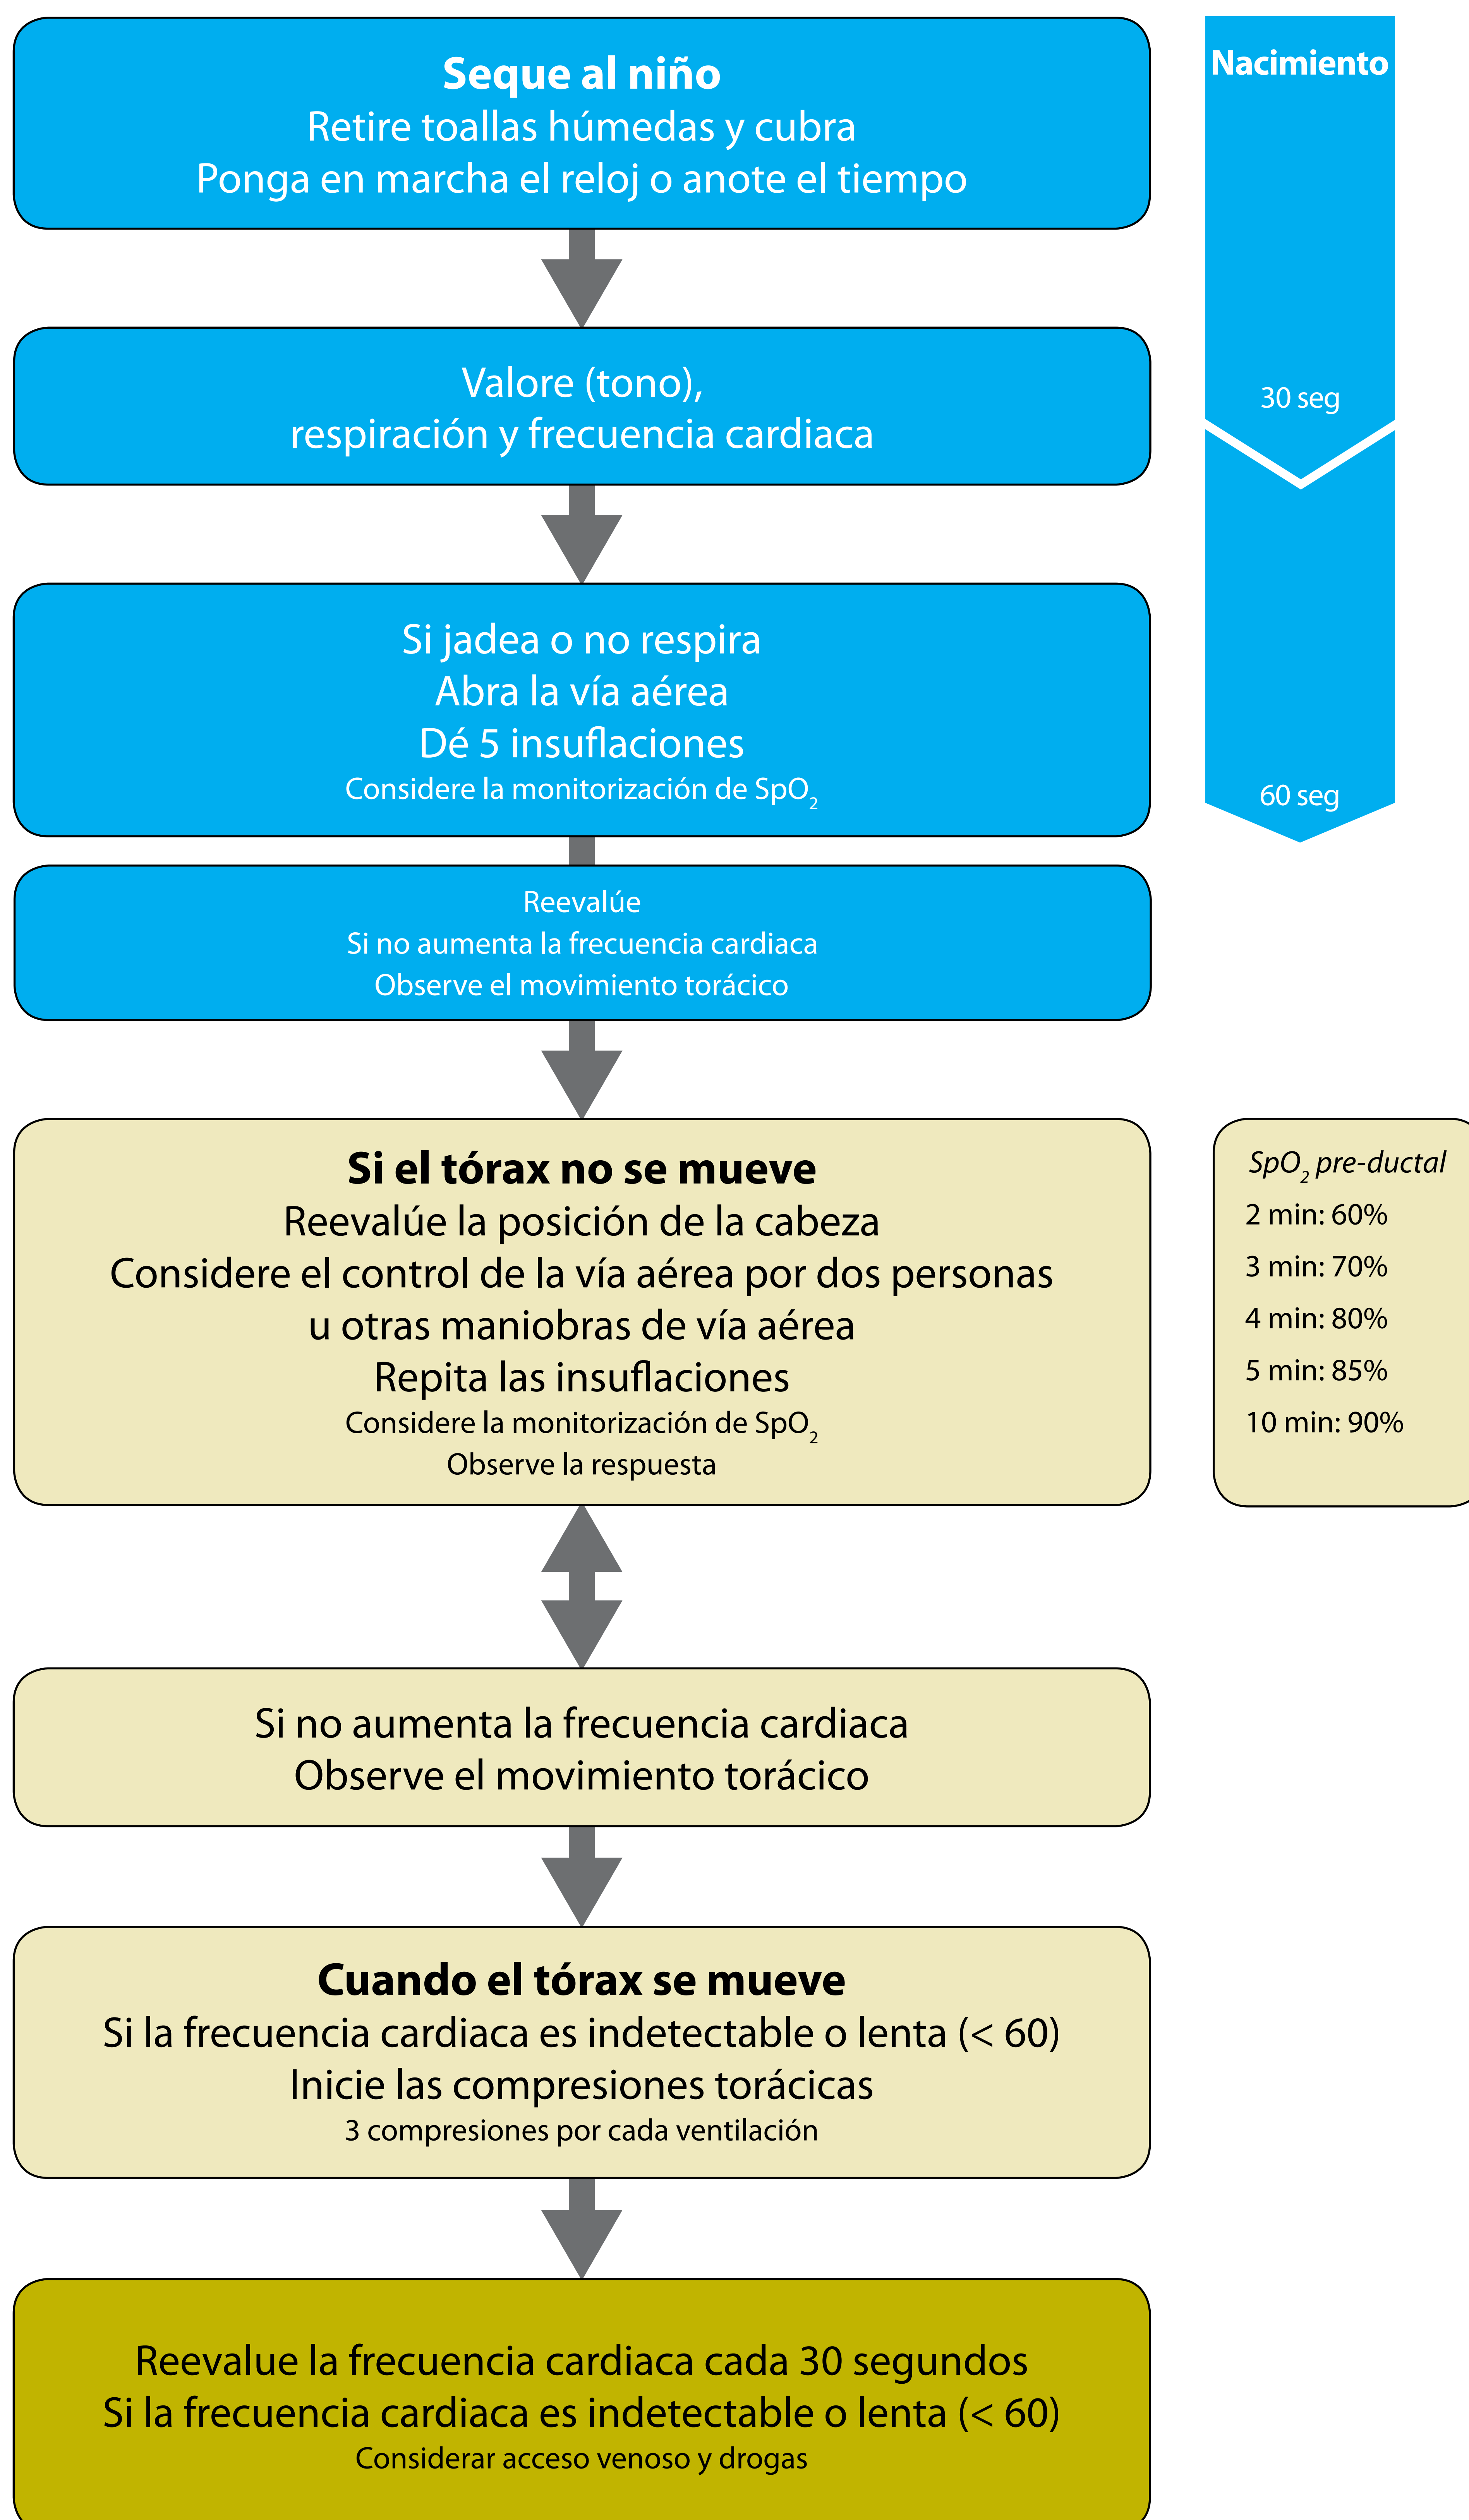 Seque al niño
Retire toallas húmedas y cubra
Ponga en marcha el reloj o anote el tiempo
Nacimiento
Valore (tono),
respiración y frecuencia cardiaca
30 seg
Si jadea o no respira
Abra la vía aérea
Dé 5 insuflaciones
Considere la monitorización de SpO₂
60 seg
Reevalúe
Si no aumenta la frecuencia cardiaca
Observe el movimiento torácico
Si el tórax no se mueve
Reevalúe la posición de la cabeza
Considere el control de la vía aérea por dos personas
u otras maniobras de vía aérea
Repita las insuflaciones
Considere la monitorización de SpO₂
Observe la respuesta
SpO₂ pre-ductal
2 min: 60%
3 min: 70%
4 min: 80%
5 min: 85%
10 min: 90%
Si no aumenta la frecuencia cardiaca
Observe el movimiento torácico
Cuando el tórax se mueve
Si la frecuencia cardiaca es indetectable o lenta (< 60)
Inicie las compresiones torácicas
3 compresiones por cada ventilación
Reevalue la frecuencia cardiaca cada 30 segundos
Si la frecuencia cardiaca es indetectable o lenta (< 60)
Considerar acceso venoso y drogas